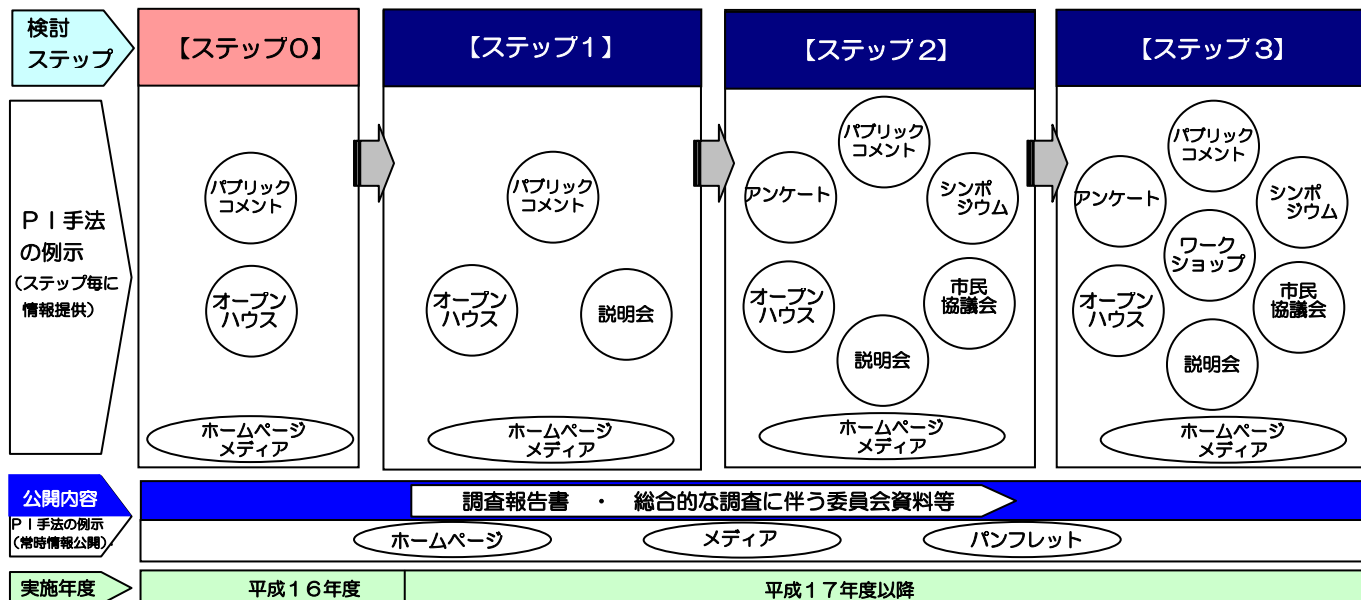 検討
ステップ
【ステップ０】
【ステップ１】
【ステップ２】
【ステップ３】
ＰＩ手法
の例示
（ステップ毎に
情報提供）
パブリック
コメント
オープン
ハウス
ホームページ
メディア
パブリック
コメント
オープン
ハウス
説明会
ホームページ
メディア
パブリック
コメント
アンケート
シンポ
ジウム
オープン
ハウス
市民
協議会
説明会
ホームページ
メディア
パブリック
コメント
アンケート
シンポ
ジウム
ワーク
ショップ
オープン
ハウス
市民
協議会
説明会
ホームページ
メディア
公開内容
ＰＩ手法の例示
（常時情報公開）
調査報告書　・　総合的な調査に伴う委員会資料等
ホームページ
メディア
パンフレット
実施年度
平成１６年度
平成１７年度以降